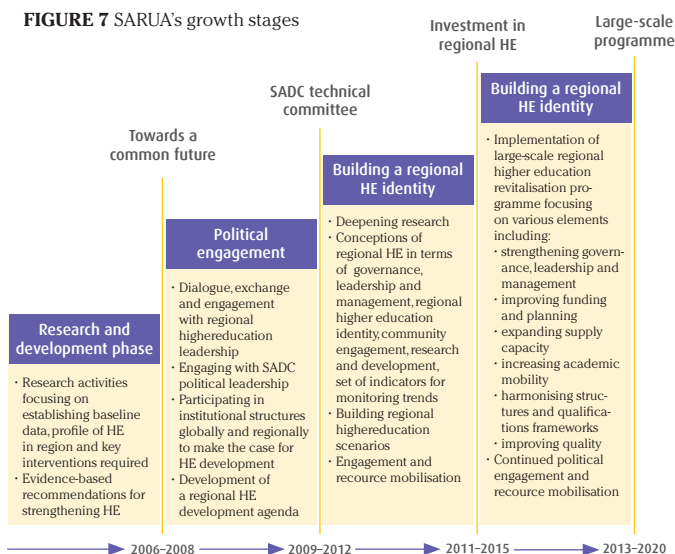 FIGURE 7 SARUA's growth stages
Towards a
common future
SADC technical
committee
Investment in
regional HE
Large-scale
programme
Research and
development phase
· Research activities
focusing on
establishing baseline
data, profile of HE
in region and key
interventions required
· Evidence-based
recommendations for
strengthening HE
Political
engagement
· Dialogue, exchange
and engagement
with regional
highereducation
leadership
· Engaging with SADC
political leadership
· Participating in
institutional structures
globally and regionally
to make the case for
HE development
· Development of
a regional HE
development agenda
Building a regional
HE identity
· Deepening research
· Conceptions of
regional HE in terms
of governance,
leadership and
management, regional
higher education
identity, community
engagement, research
and development,
set of indicators for
monitoring trends
· Building regional
highereducation
scenarios
· Engagement and
recource mobilisation
Building a regional
HE identity
· Implementation of
large-scale regional
higher education
revitalisation pro-
gramme focusing
on various elements
including:
· strengthening govern-
ance, leadership and
management
· improving funding
and planning
· expanding supply
capacity
· increasing academic
mobility
· harmonising struc-
tures and qualifica-
tions frameworks
· improving quality
· Continued political
engagement and
recource mobilisation
2006–2008
2009–2012
2011–2015
2013–2020